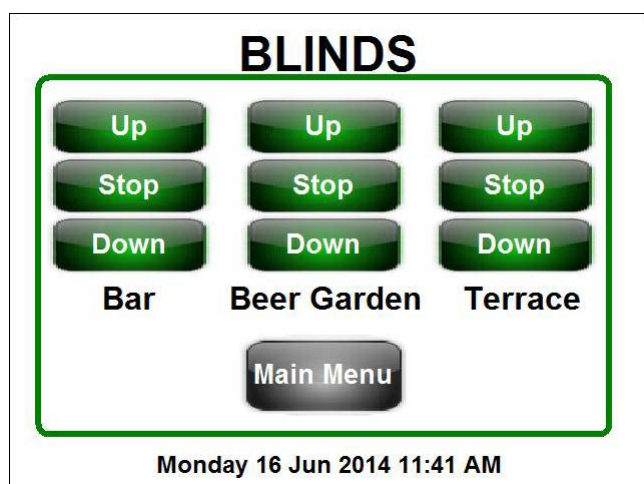 BLINDS
Up Up Up
Stop Stop Stop
Down Down Down
Bar Beer Garden Terrace
Main Menu
Monday 16 Jun 2014 11:41 AM